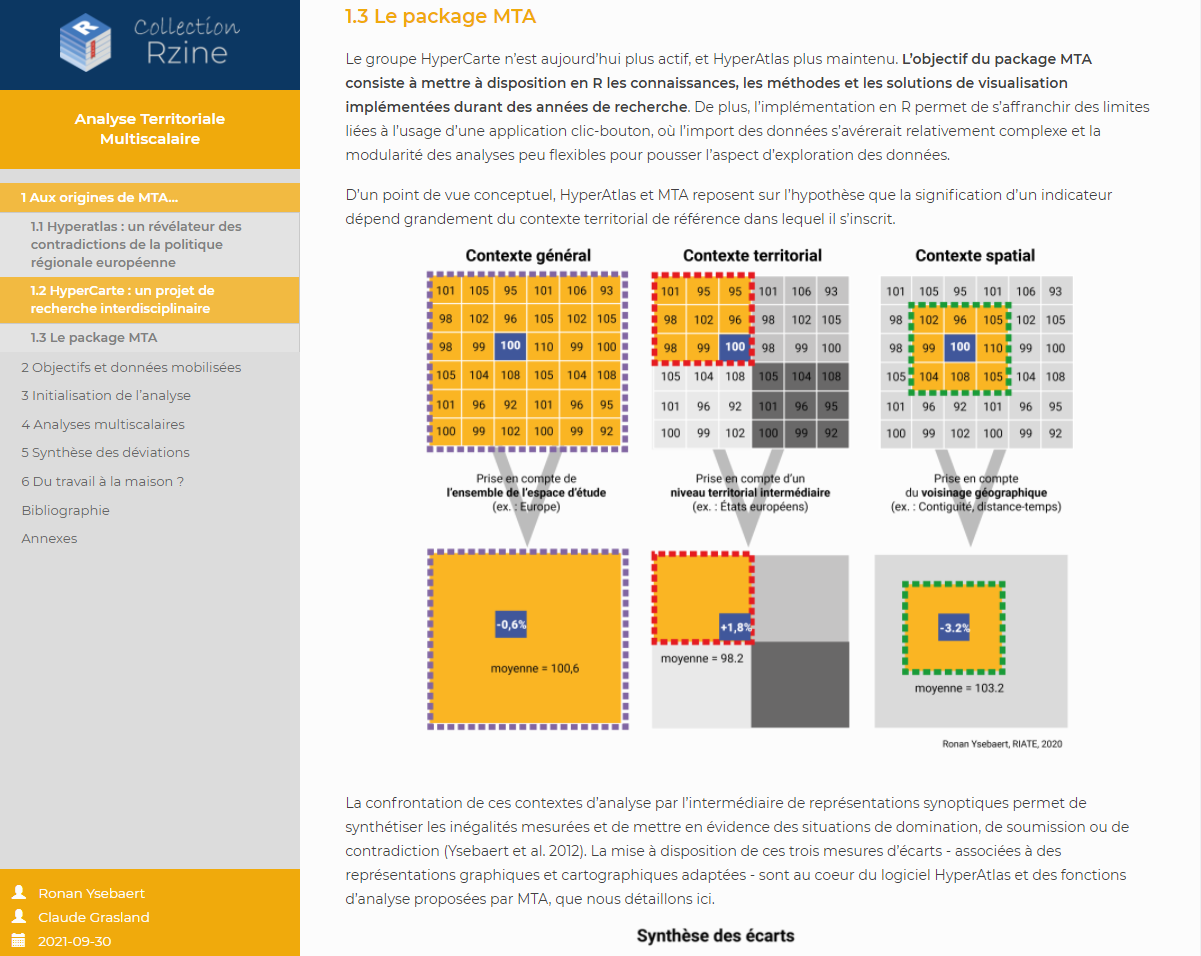 Collection
Rzine
Analyse Territoriale
Multiscalaire
1 Aux origines de MTA...
1.1 Hyperatlas : un révélateur des
contradictions de la politique
régionale européenne
1.2 HyperCarte : un projet de
recherche interdisciplinaire
1.3 Le package MTA
2 Objectifs et données mobilisées
3 Initialisation de l'analyse
4 Analyses multiscalaires
5 Synthèse des déviations
6 Du travail à la maison ?
Bibliographie
Annexes
Ronan Ysebaert
Claude Grasland
2021-09-30
1.3 Le package MTA
Le groupe HyperCarte n'est aujourd'hui plus actif, et HyperAtlas plus maintenu. L'objectif du package MTA
consiste à mettre à disposition en R les connaissances, les méthodes et les solutions de visualisation
implémentées durant des années de recherche. De plus, l'implémentation en R permet de s'affranchir des limites
liées à l'usage d'une application clic-bouton, où l'import des données s'avérerait relativement complexe et la
modularité des analyses peu flexibles pour pousser l'aspect d'exploration des données.
D'un point de vue conceptuel, HyperAtlas et MTA reposent sur l'hypothèse que la signification d'un indicateur
dépend grandement du contexte territorial de référence dans lequel il s'inscrit.
Contexte général
101 105 95 101 106 93
98 102 96 105 102 105
98 99 100 110 99 100
105 104 108 105 104 108
101 96 92 101 96 95
100 99 102 100 99 92
Prise en compte de
l'ensemble de l'espace d'étude
(ex. : Europe)
-0,6%
moyenne = 100,6
Contexte territorial
101 95 95 101 106 93
98 102 96 98 102 105
98 99 100 98 99 100
105 104 108 105 104 108
101 96 92 101 96 95
100 99 102 100 99 92
Prise en compte d'un
niveau territorial intermédiaire
(ex. : États européens)
+1,8%
moyenne = 98.2
Contexte spatial
101 105 95 101 106 93
98 102 96 105 102 105
98 99 100 110 99 100
105 104 108 105 104 108
101 96 92 101 96 95
100 99 102 100 99 92
Prise en compte
du voisinage géographique
(ex. : Contiguïté, distance-temps)
-3.2%
moyenne = 103.2
Ronan Ysebaert, RIATE, 2020
La confrontation de ces contextes d'analyse par l'intermédiaire de représentations synoptiques permet de
synthétiser les inégalités mesurées et de mettre en évidence des situations de domination, de soumission ou de
contradiction (Ysebaert et al. 2012). La mise à disposition de ces trois mesures d'écarts - associées à des
représentations graphiques et cartographiques adaptées - sont au coeur du logiciel HyperAtlas et des fonctions
d'analyse proposées par MTA, que nous détaillons ici.
Synthèse des écarts